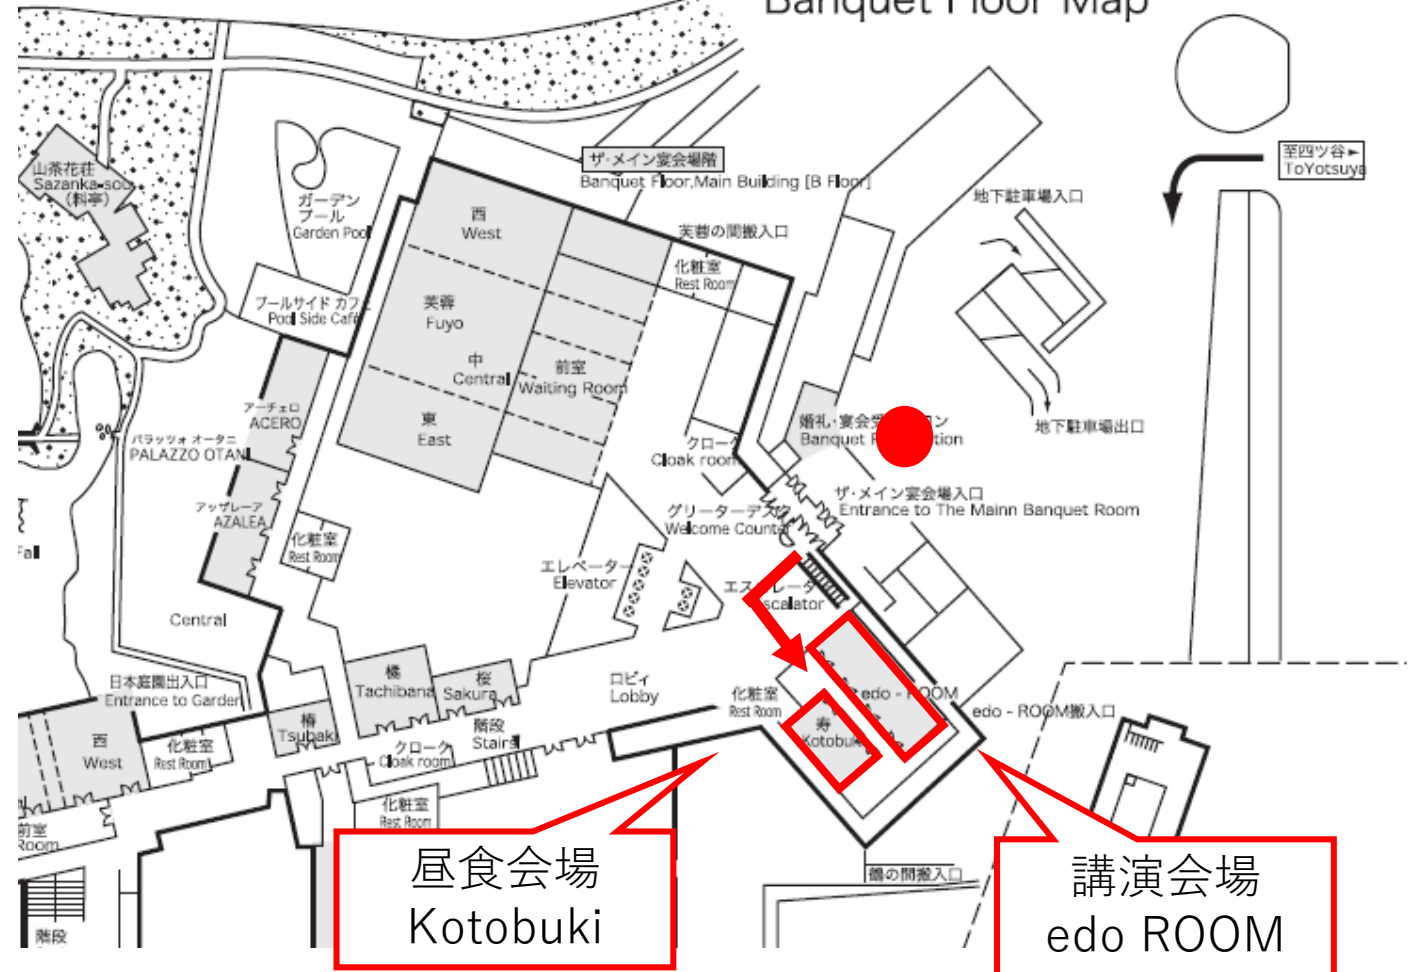 Banquet Floor Map
至四ツ谷►
ToYotsuya
ザ・メイン宴会場階
Banquet Floor,Main Building [B Floor]
山茶花荘
Sazanka-sou
(料亭)
ガーデン
プール
Garden Pool
西
West
芙蓉の間搬入口
地下駐車場入口
化粧室
Rest Room
プールサイド カフェ
Pool Side Café
芙蓉
Fuyo
中
Central
前室
Waiting Room
アーチェロ
ACERO
東
East
婚礼・宴会受
ン
Banquet
tion
地下駐車場出口
パラッツォ オータニ
PALAZZO OTANI
クローク
Cloak room
ザ・メイン宴会場入口
Entrance to The Mainn Banquet Room
アッザレーア
AZALEA
グリーターデスク
Welcome Counter
化粧室
Rest Room
Fall
エレベーター
Elevator
エスカレーター
Escalator
Central
日本庭園出入口
Entrance to Garden
橘
Tachibana
桜
Sakura
ロビィ
Lobby
化粧室
Rest Room
edo - ROOM
edo - ROOM搬入口
寿
Kotobuki
西
West
化粧室
Rest Room
椿
Tsubaki
階段
Stairs
クローク
Cloak room
化粧室
Rest Room
前室
Room
鶴の間搬入口
昼食会場
Kotobuki
講演会場
edo ROOM
階段